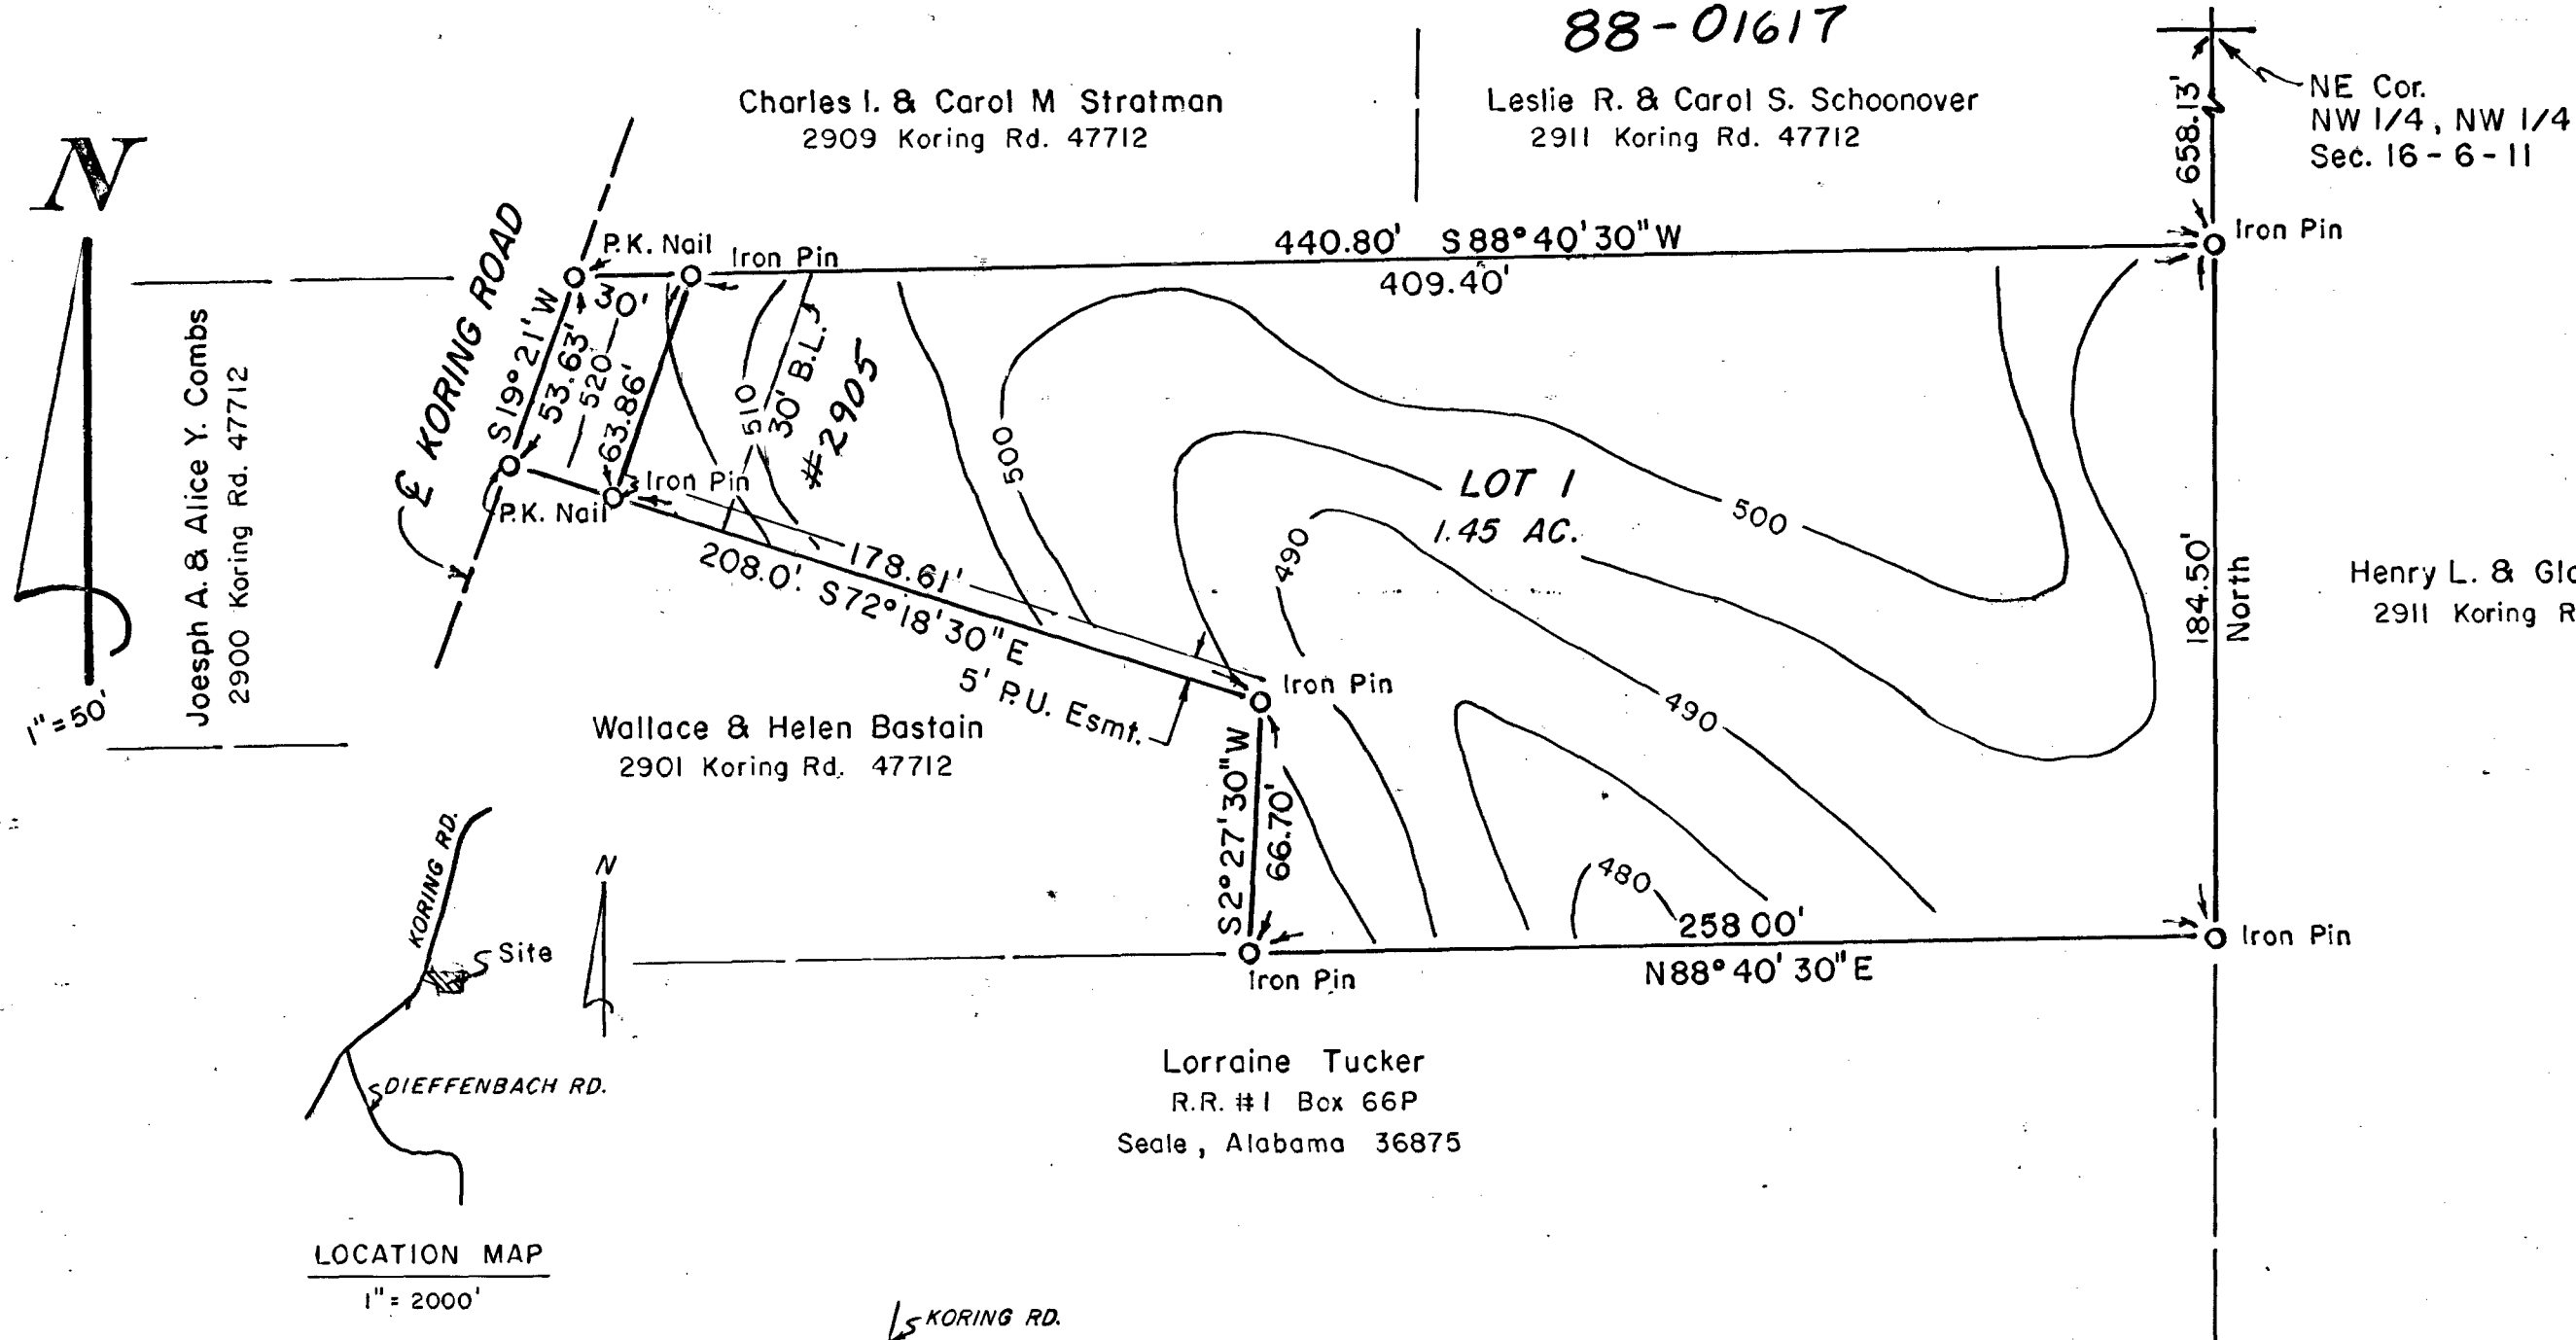 88-01617
Charles I. & Carol M Stratman
2909 Koring Rd. 47712
Leslie R. & Carol S. Schoonover
2911 Koring Rd. 47712
NE Cor.
NW 1/4, NW 1/4
Sec. 16-6-11
658.13'
N
1"=50'
Joesph A. & Alice Y. Combs
2900 Koring Rd. 47712
℄ KORING ROAD
P.K. Nail
Iron Pin
440.80' S88°40'30"W
409.40'
Iron Pin
30'
S19°21'W
53.63'
520
63.86'
510
30' B.L.
#2905
500
Iron Pin
P.K. Nail
LOT 1
1.45 AC.
500
490
178.61'
208.0' S72°18'30"E
5' P.U. Esmt.
184.50'
North
Henry L. &
2911 Koring
Iron Pin
490
Wallace & Helen Bastain
2901 Koring Rd. 47712
S2°27'30"W
66.70'
480
258 00'
N88°40'30"E
Iron Pin
Iron Pin
KORING RD.
N
Site
DIEFFENBACH RD.
LOCATION MAP
1"=2000'
Lorraine Tucker
R.R. #1 Box 66P
Seale, Alabama 36875
KORING RD.